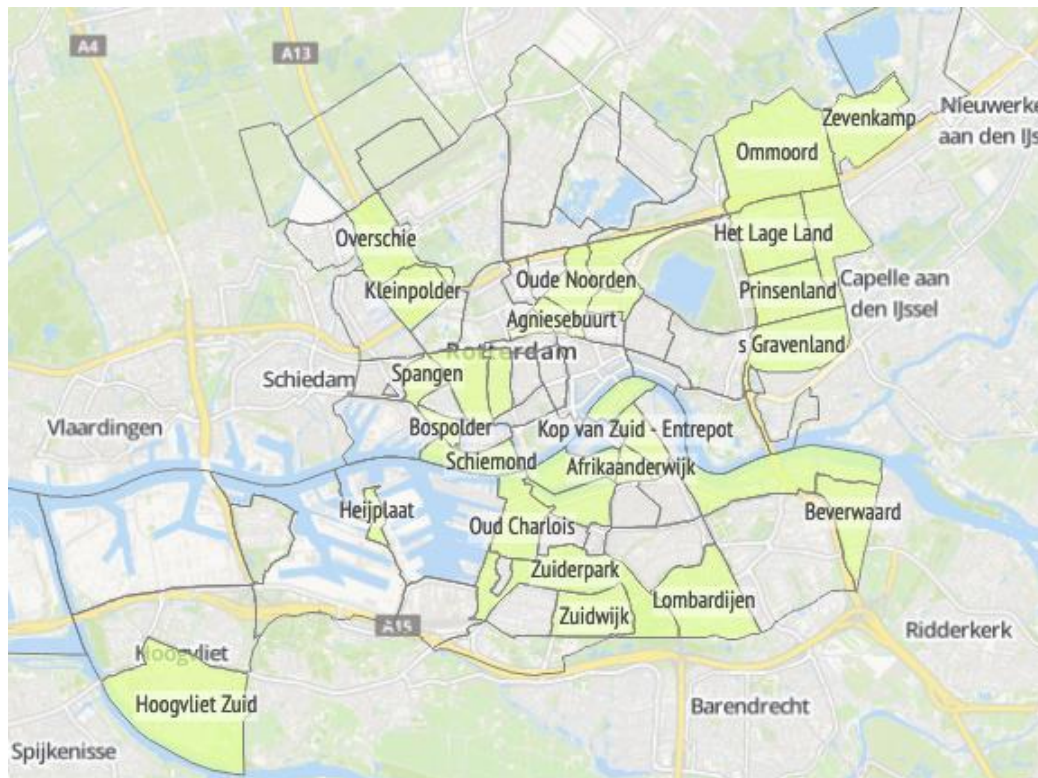 A4
A13
Nieuwerke
aan den IJs
Zevenkamp
Ommoord
Overschie
Het Lage Land
Kleinpolder
Oude Noorden
Prinsenland
Capelle aan
den IJssel
Agniesebuurt
s Gravenland
Rotterdam
Schiedam
Spangen
Vlaardingen
Bospolder
Kop van Zuid - Entrepot
Schiemond
Afrikaanderwijk
Heijplaat
Oud Charlois
Beverwaard
Zuiderpark
Lombardijen
Zuidwijk
A15
Ridderkerk
Hoogvliet
Hoogvliet Zuid
Barendrecht
Spijkenisse